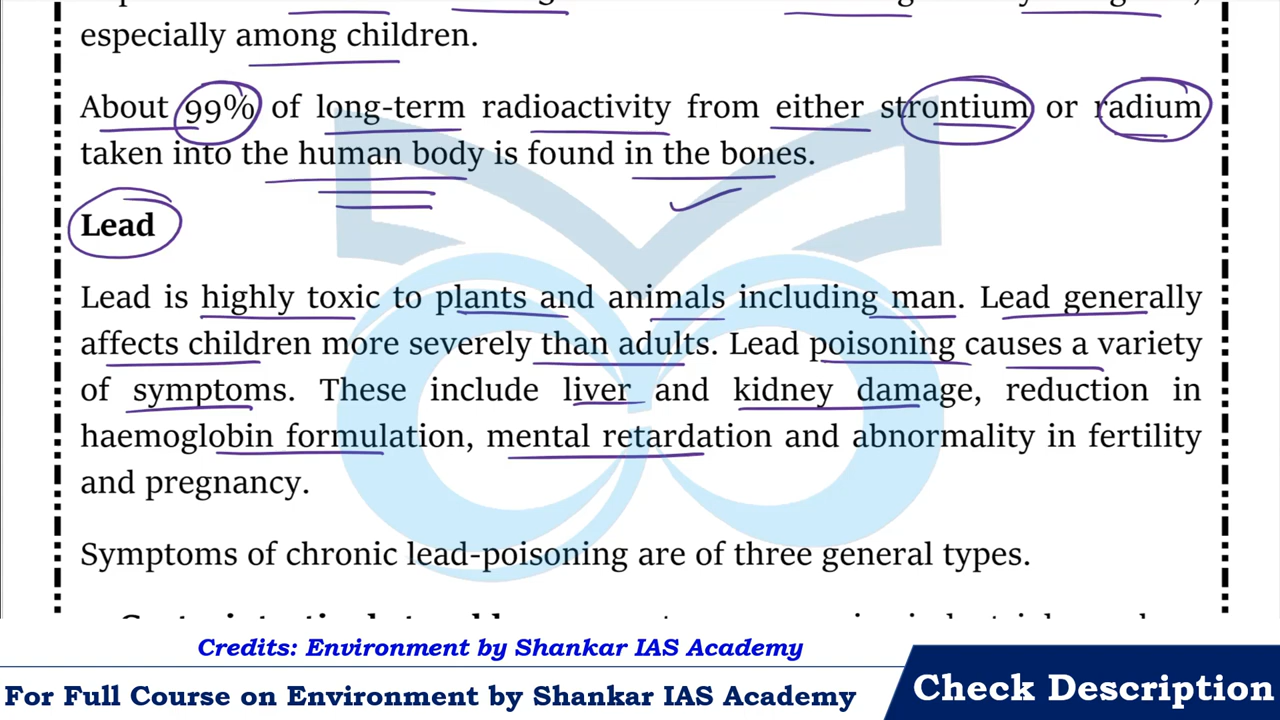 especially among children.
About 99% of long-term radioactivity from either strontium or radium
taken into the human body is found in the bones.
Lead
Lead is highly toxic to plants and animals including man. Lead generally
affects children more severely than adults. Lead poisoning causes a variety
of symptoms. These include liver and kidney damage, reduction in
haemoglobin formulation, mental retardation and abnormality in fertility
and pregnancy.
Symptoms of chronic lead-poisoning are of three general types.
Credits: Environment by Shankar IAS Academy
For Full Course on Environment by Shankar IAS Academy
Check Description